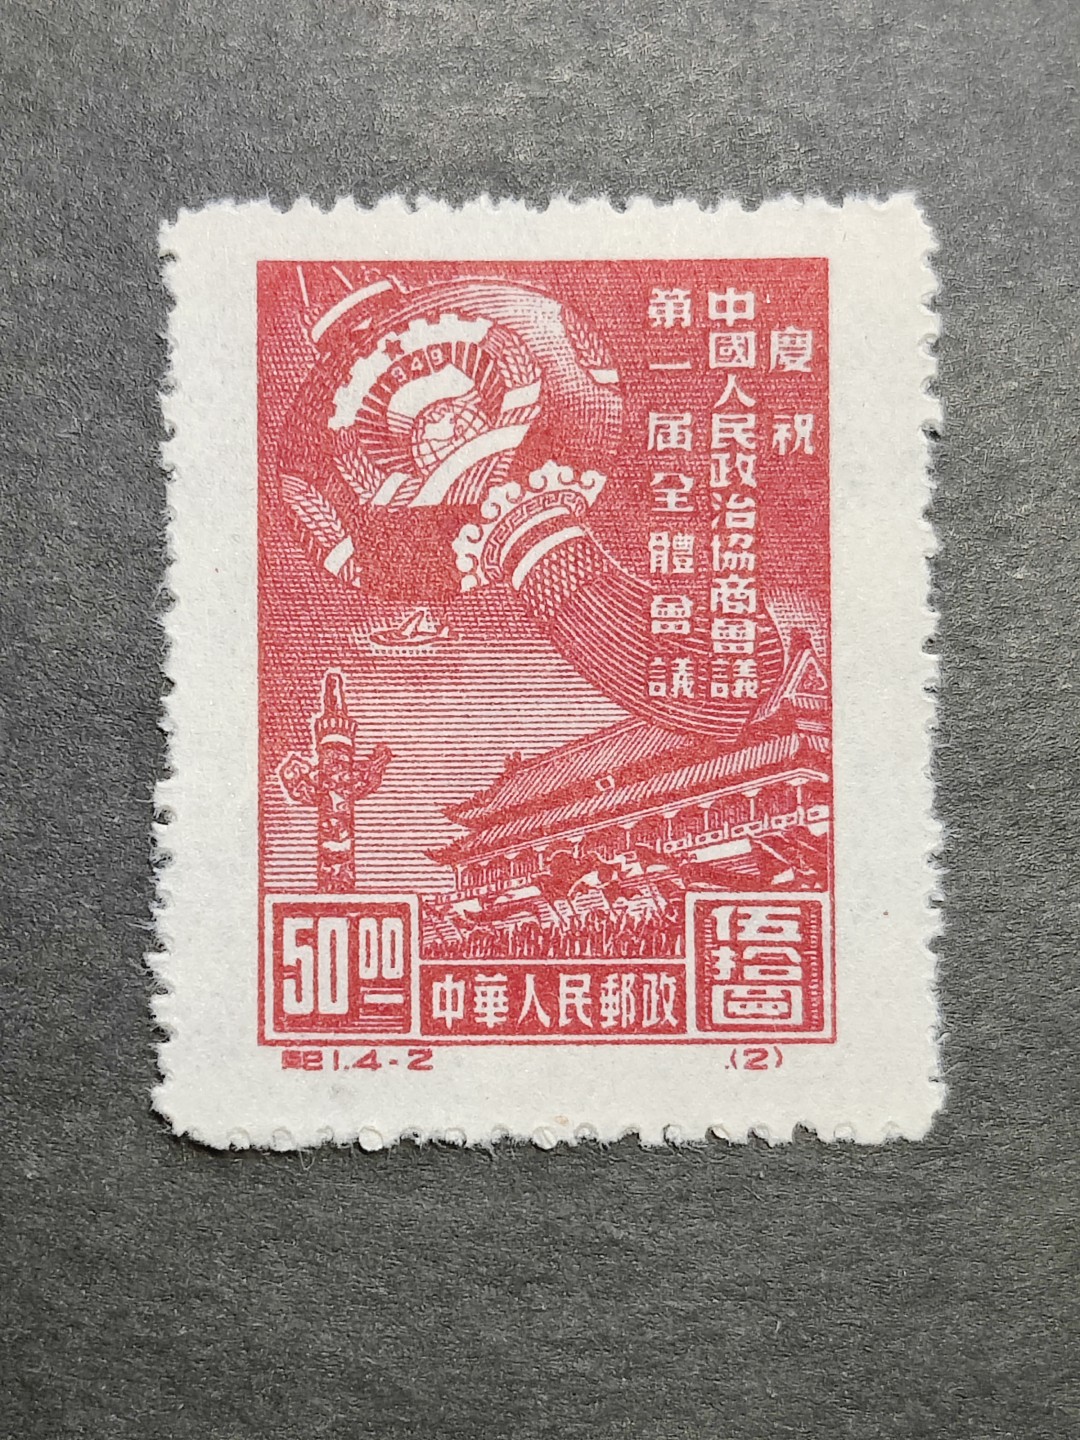 慶祝
中國人民政治協商會議
第一屆全體會議
1949
50 00
中華人民郵政
伍拾圓
紀1.4-2
(2)